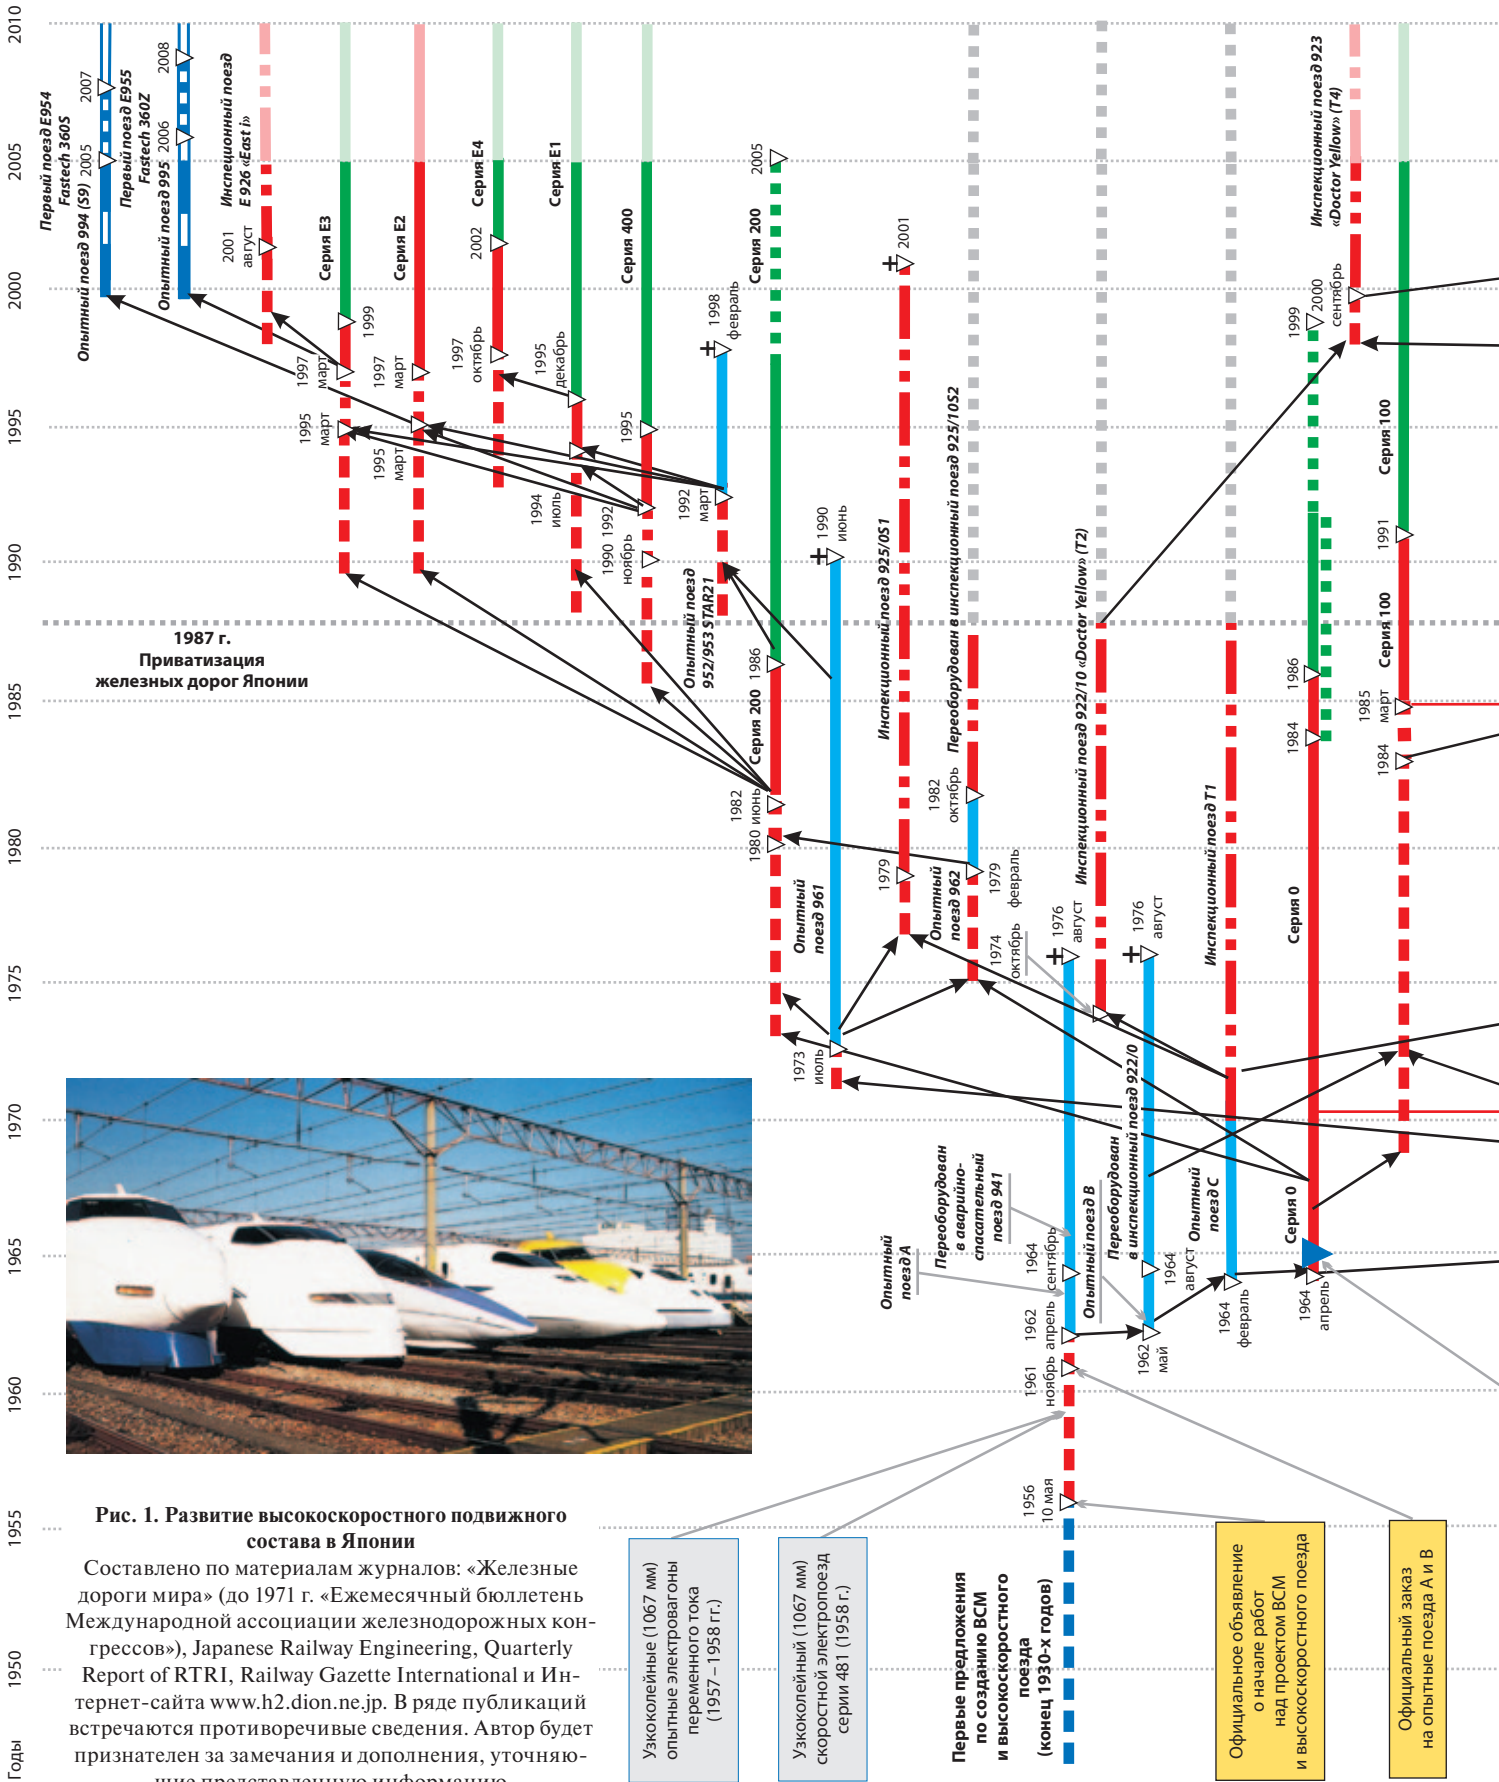 Годы
1950
1955
1960
1965
1970
1975
1980
1985
1990
1995
2000
2005
2010
Первый поезд E954
Fastech 360S
Опытный поезд 994 (S9)
2005
2007
Первый поезд E955
Fastech 360Z
Опытный поезд 995
2006
2008
Инспеционный поезд
E 926 «East i»
2001
август
Серия E3
1995
март
1997
март
1999
Серия E2
1995
март
1997
март
Серия E4
1997
октябрь
2002
Серия E1
1994
июль
1995
декабрь
Серия 400
1990
ноябрь
1992
1995
Опытный поезд
952/953 STAR21
1992
март
1998
февраль
1987 г.
Приватизация
железных дорог Японии
Серия 200
Серия 200
1980
1982
июнь
1986
2005
Опытный
поезд 961
1973
июль
1990
июнь
Инспекционный поезд 925/0S1
1979
2001
Опытный
поезд 962
Переоборудован в инспекционный поезд 925/10S2
1979
февраль
1982
октябрь
Опытный
поезд A
Переоборудован
в аварийно-
спасательный
поезд 941
1956
10 мая
1961
ноябрь
1962
апрель
1964
сентябрь
1976
август
Инспекционный поезд 922/10 «Doctor Yellow» (T2)
1974
октябрь
Опытный поезд B
Переоборудован
в инспекционный поезд 922/0
1962
май
1964
август
1976
август
Опытный
поезд C
Инспекционный поезд T1
1964
февраль
Серия 0
Серия 0
1964
апрель
1984
1986
1999
Инспекционный поезд 923
«Doctor Yellow» (T4)
2000
сентябрь
Серия 100
Серия 100
1984
1985
март
1991
Узкоколейные (1067 мм)
опытные электровагоны
переменного тока
(1957 – 1958 гг.)
Узкоколейный (1067 мм)
скоростной электропоезд
серии 481 (1958 г.)
Первые предложения
по созданию ВСМ
и высокоскоростного
поезда
(конец 1930-х годов)
Официальное объявление
о начале работ
над проектом ВСМ
и высокоскоростного поезда
Официальный заказ
на опытные поезда A и B
Рис. 1. Развитие высокоскоростного подвижного
состава в Японии
Составлено по материалам журналов: «Железные
дороги мира» (до 1971 г. «Ежемесячный бюллетень
Международной ассоциации железнодорожных кон-
грессов»), Japanese Railway Engineering, Quarterly
Report of RTRI, Railway Gazette International и Ин-
тернет-сайта www.h2.dion.ne.jp. В ряде публикаций
встречаются противоречивые сведения. Автор будет
признателен за замечания и дополнения, уточняю-
щие представленную информацию